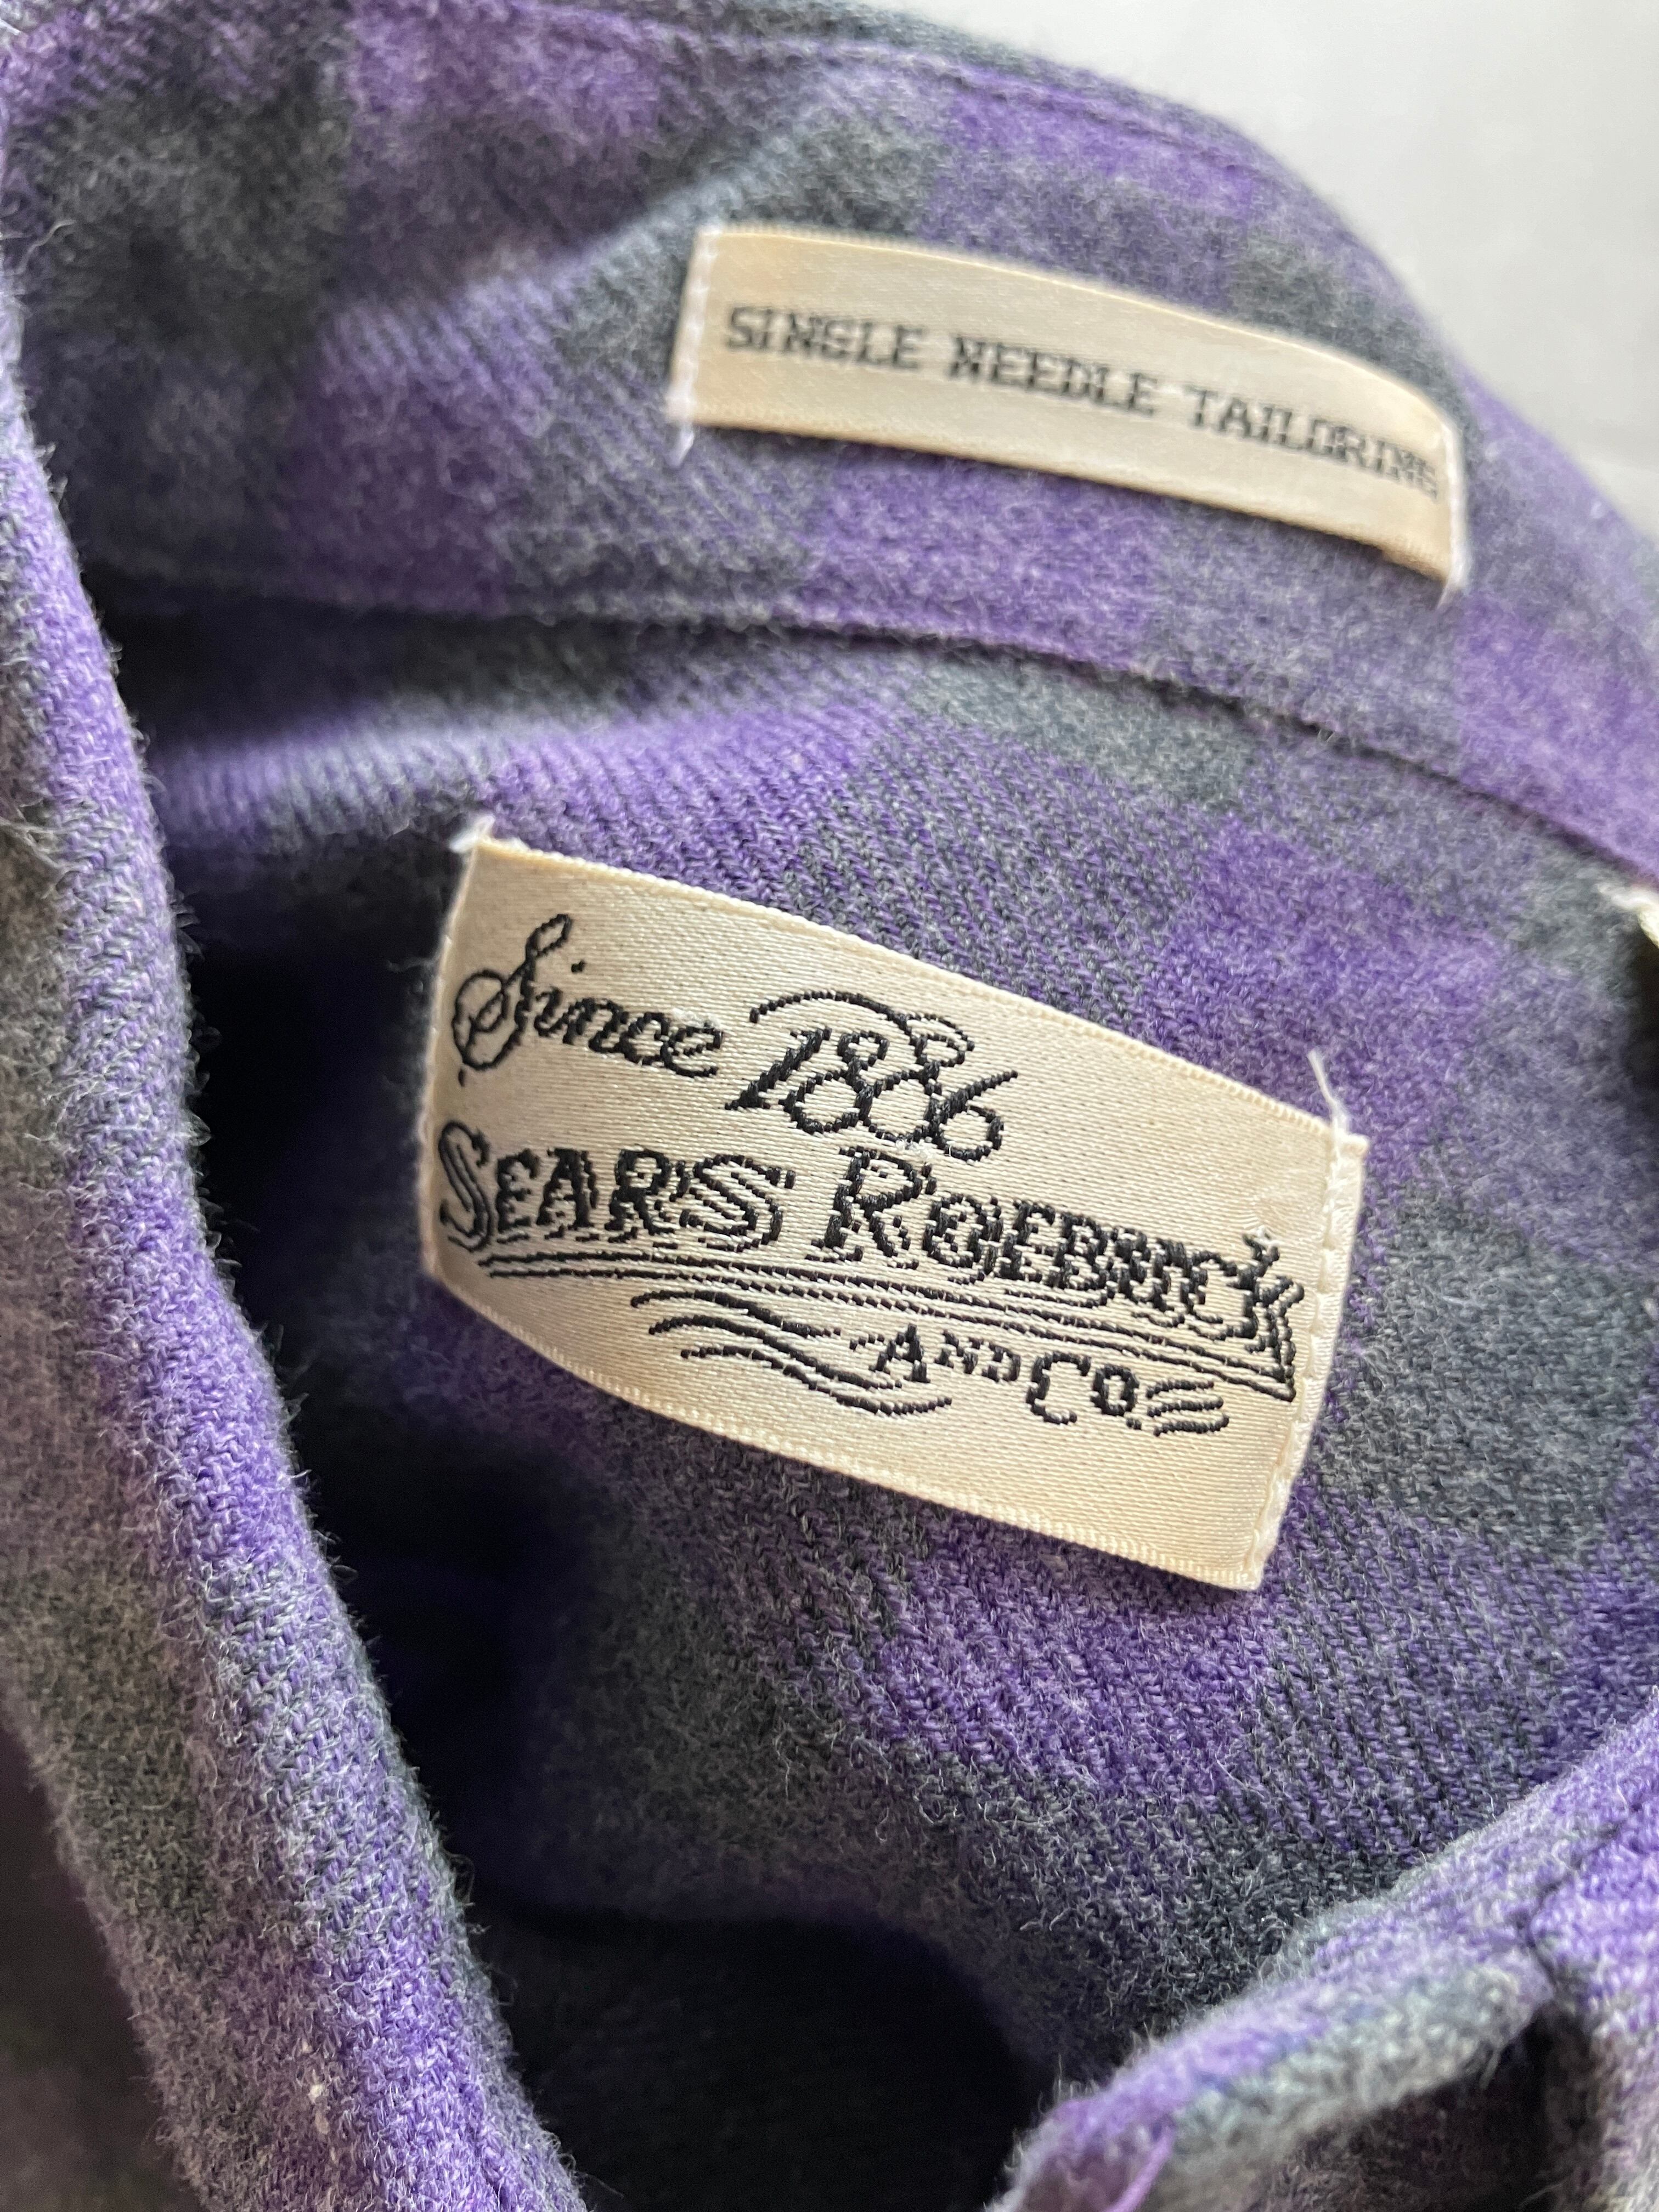 SINGLE NEEDLE TAILORING
Since 1886
SEARS ROEBUCK
AND CO.